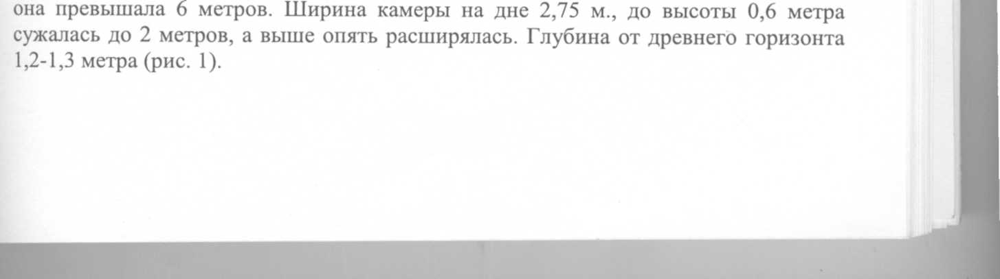 она превышала 6 метров. Ширина камеры на дне 2,75 м., до высоты 0,6 метра
сужалась до 2 метров, а выше опять расширялась. Глубина от древнего горизонта
1,2-1,3 метра (рис. 1).